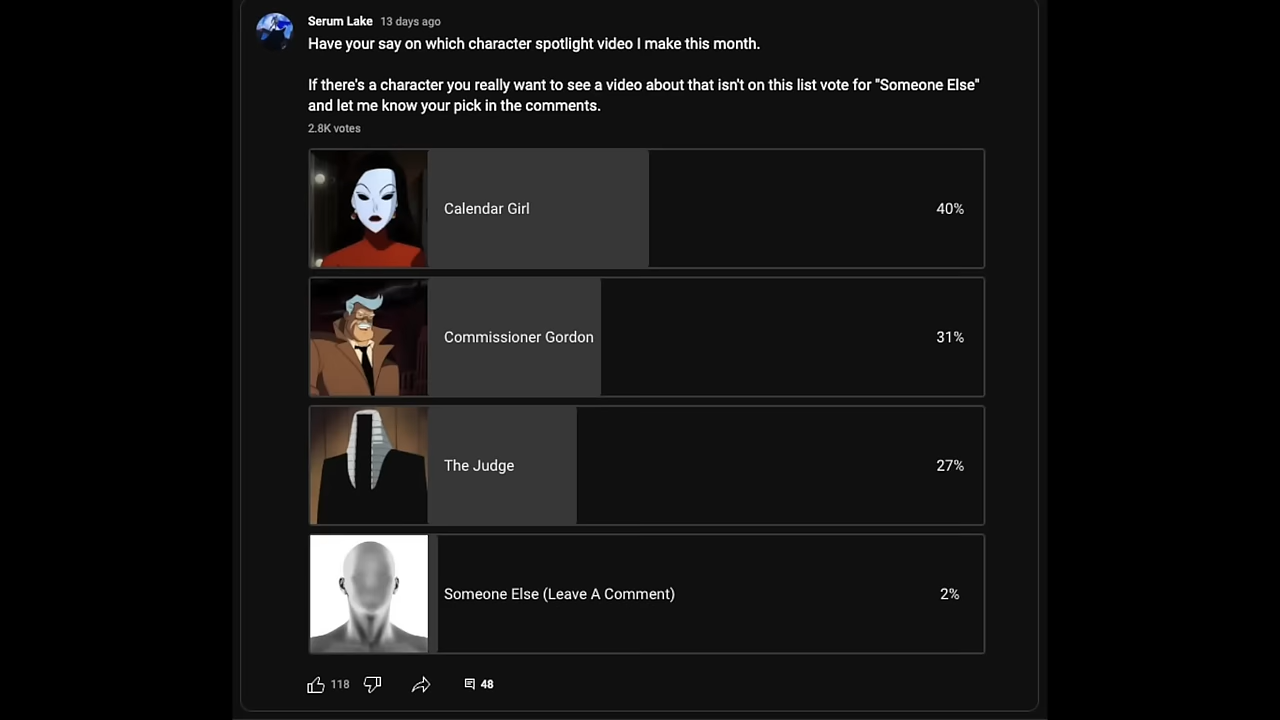 Serum Lake 13 days ago
Have your say on which character spotlight video I make this month.
If there's a character you really want to see a video about that isn't on this list vote for "Someone Else"
and let me know your pick in the comments.
2.8K votes
Calendar Girl 40%
Commissioner Gordon 31%
The Judge 27%
Someone Else (Leave A Comment) 2%
118 48